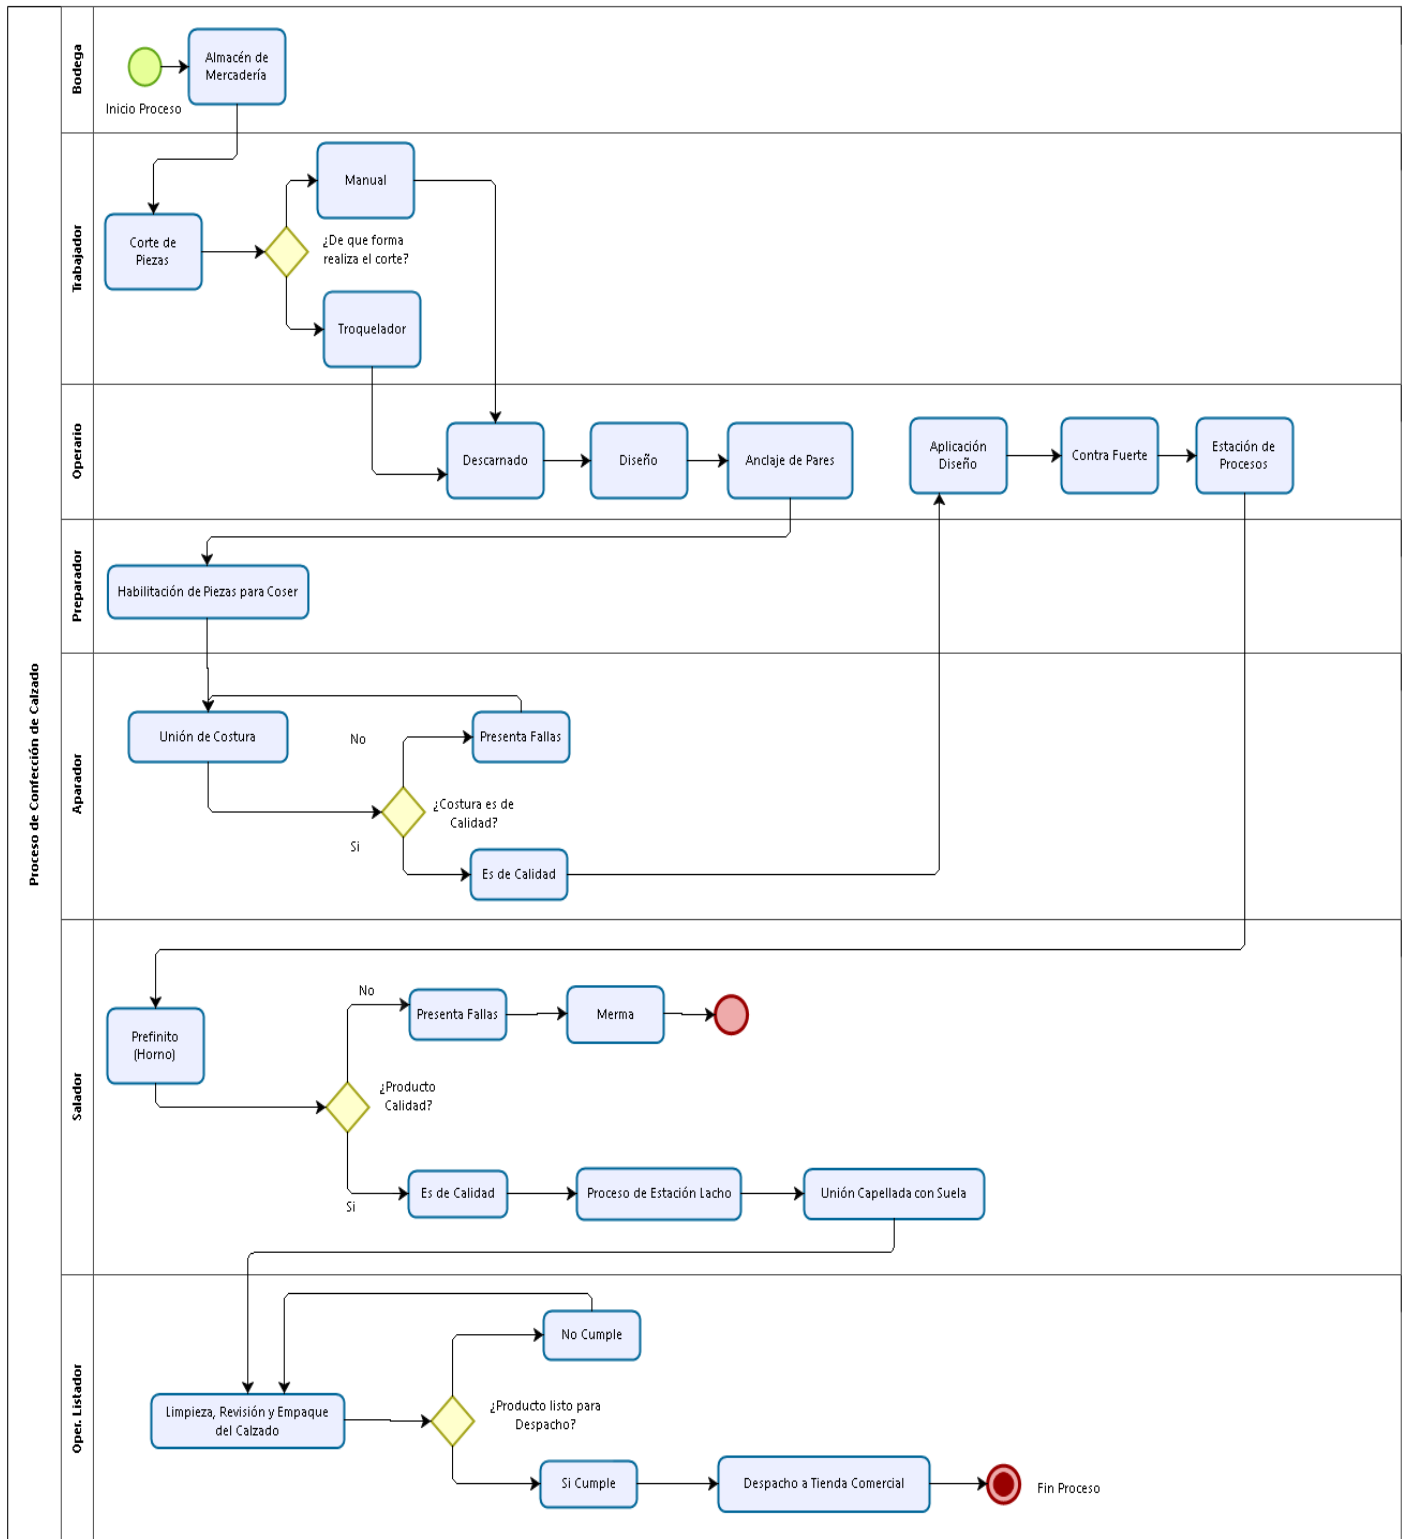 Proceso de Confección de Calzado
Bodega
Inicio Proceso
Almacén de
Mercadería
Trabajador
Corte de
Piezas
¿De que forma
realiza el corte?
Manual
Troquelador
Operario
Descarnado
Diseño
Anclaje de Pares
Aplicación
Diseño
Contra Fuerte
Estación de
Procesos
Preparador
Habilitación de Piezas para Coser
Aparador
Unión de Costura
No
Presenta Fallas
¿Costura es de
Calidad?
Si
Es de Calidad
Salador
Prefinito
(Horno)
No
Presenta Fallas
Merma
¿Producto
Calidad?
Si
Es de Calidad
Proceso de Estación Lacho
Unión Capellada con Suela
Oper. Listador
Limpieza, Revisión y Empaque
del Calzado
No Cumple
¿Producto listo para
Despacho?
Si Cumple
Despacho a Tienda Comercial
Fin Proceso